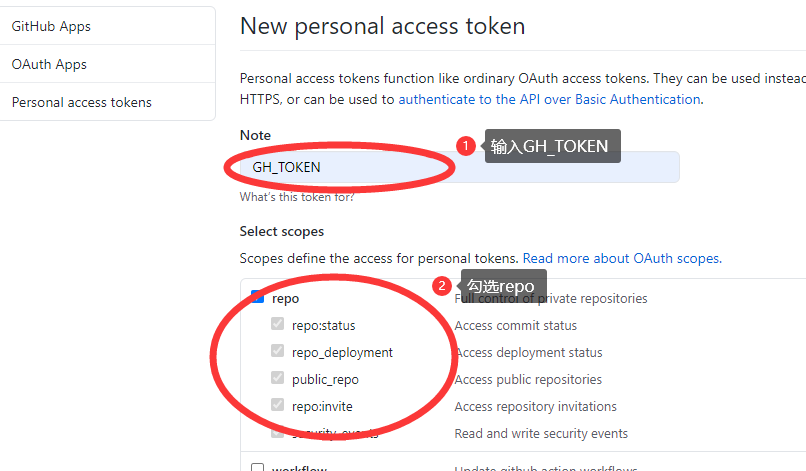 GitHub Apps
OAuth Apps
Personal access tokens
New personal access token
Personal access tokens function like ordinary OAuth access tokens. They can be used instead
HTTPS, or can be used to authenticate to the API over Basic Authentication.
Note
1 输入GH_TOKEN
GH_TOKEN
What's this token for?
Select scopes
Scopes define the access for personal tokens. Read more about OAuth scopes.
2 勾选repo
repo Full control of private repositories
repo:status Access commit status
repo_deployment Access deployment status
public_repo Access public repositories
repo:invite Access repository invitations
security_events Read and write security events
workflow Update github action workflows